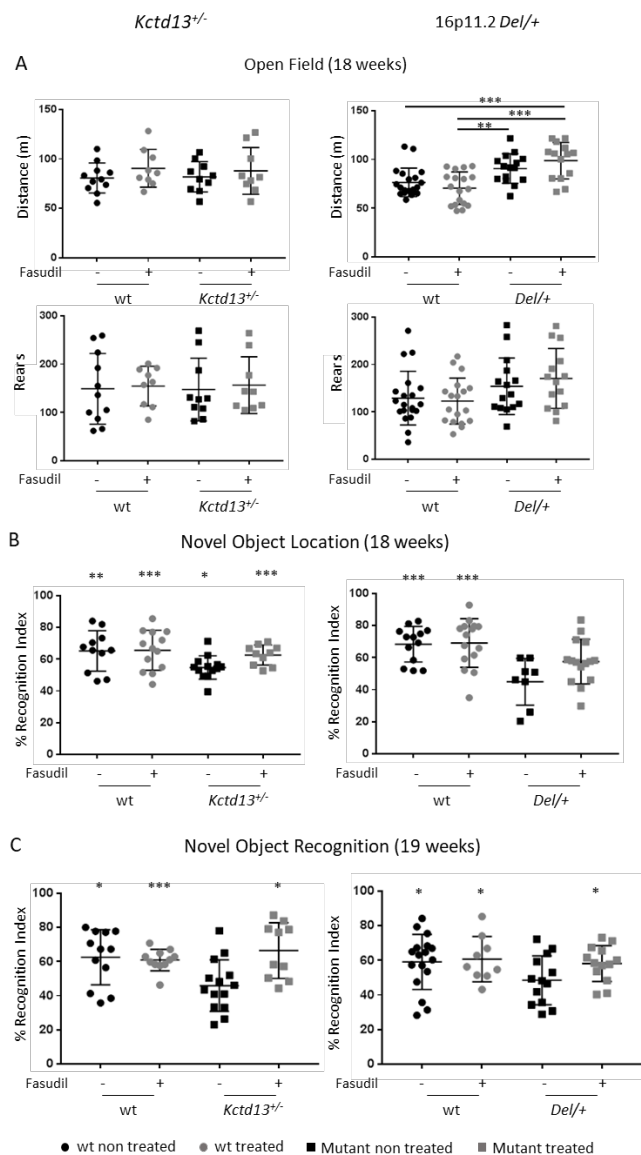 Kctd13+/- 16p11.2 Del/+
A Open Field (18 weeks)
Distance (m) 150 100 50 0
Distance (m) 150 100 50 0
*** *** **
Fasudil - + - +
wt Kctd13+/-
Fasudil - + - +
wt Del/+
Rears 300 200 100 0
Rears 300 200 100 0
Fasudil - + - +
wt Kctd13+/-
Fasudil - + - +
wt Del/+
B Novel Object Location (18 weeks)
** *** * ***
% Recognition Index 100 80 60 40 20 0
*** ***
% Recognition Index 100 80 60 40 20 0
Fasudil - + - +
wt Kctd13+/-
Fasudil - + - +
wt Del/+
C Novel Object Recognition (19 weeks)
* *** *
% Recognition Index 100 80 60 40 20 0
* * *
% Recognition Index 100 80 60 40 20 0
Fasudil - + - +
wt Kctd13+/-
Fasudil - + - +
wt Del/+
wt non treated wt treated Mutant non treated Mutant treated